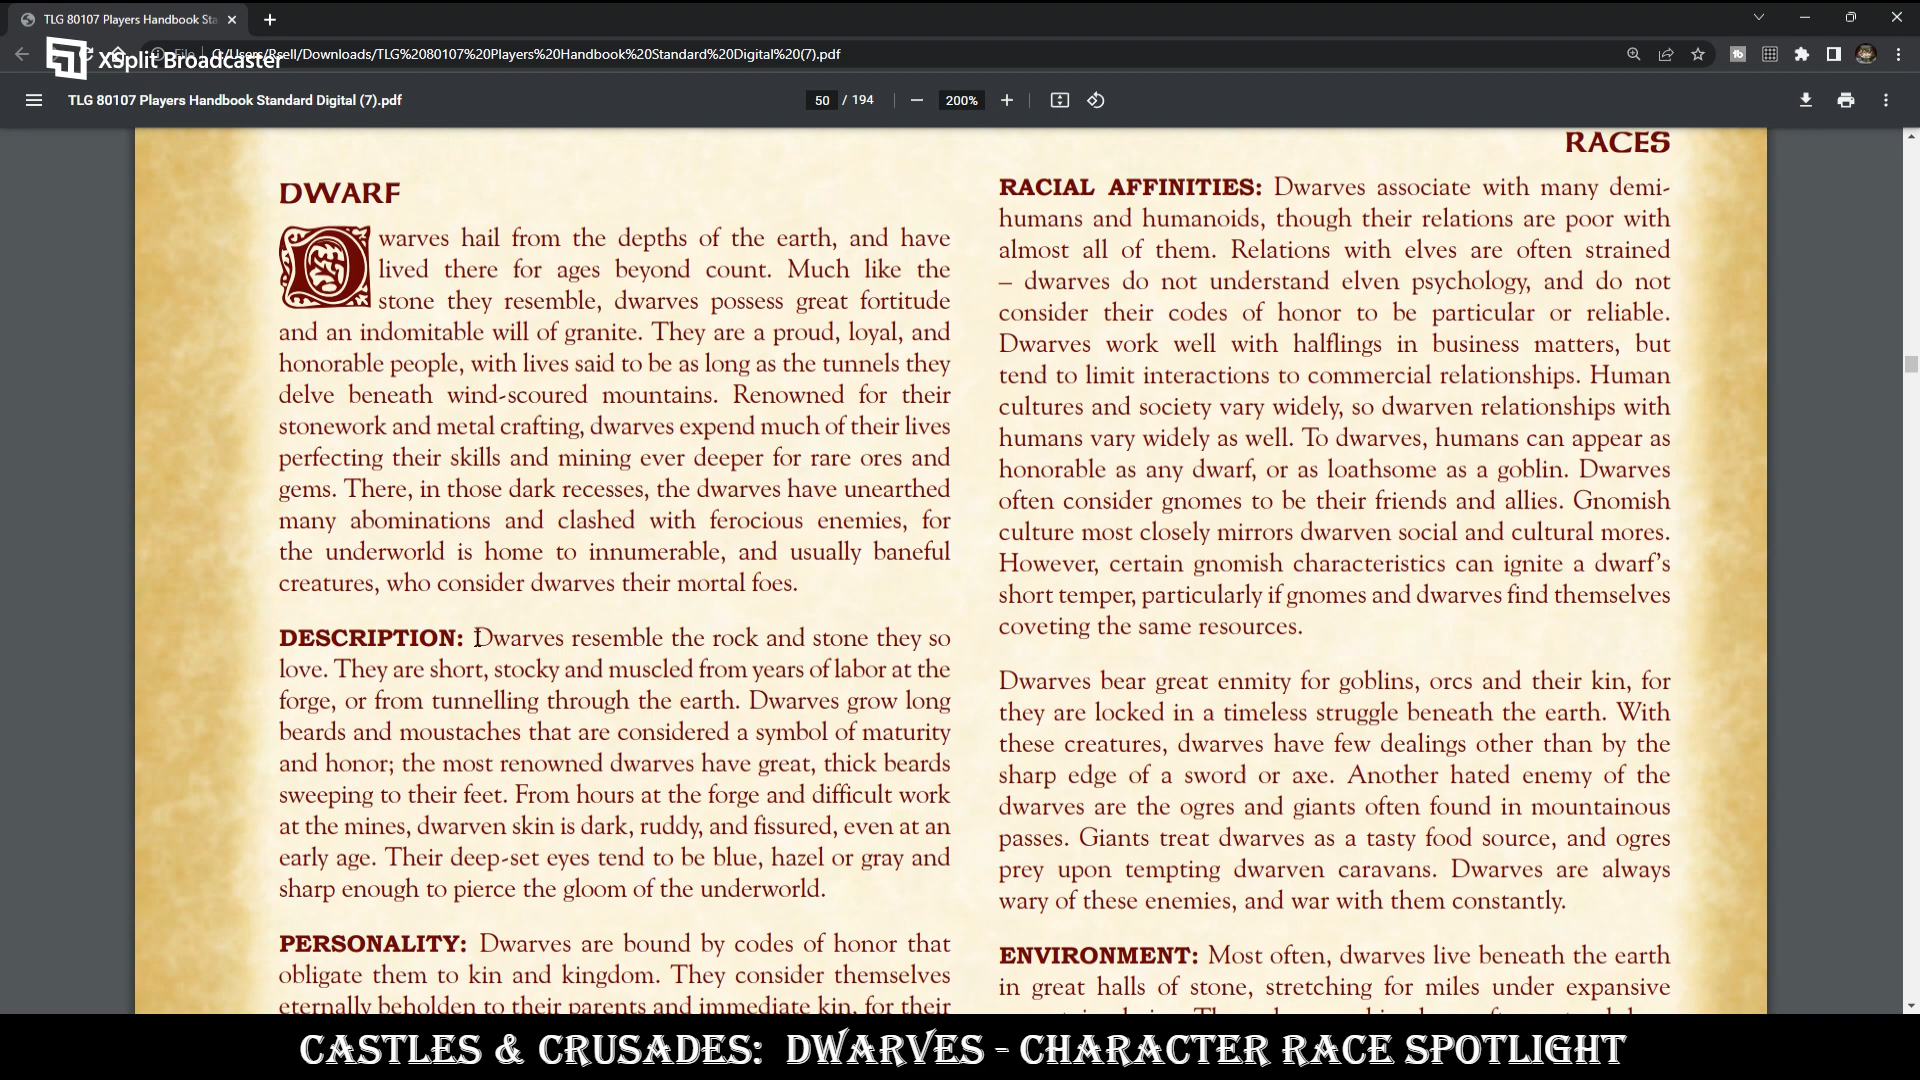 TLG 80107 Players Handbook Sta
File
C:/Users/Rsell/Downloads/TLG%2080107%20Players%20Handbook%20Standard%20Digital%20(7).pdf
XSplit Broadcaster
TLG 80107 Players Handbook Standard Digital (7).pdf
50 / 194
200%
RACES
DWARF
Dwarves hail from the depths of the earth, and have
lived there for ages beyond count. Much like the
stone they resemble, dwarves possess great fortitude
and an indomitable will of granite. They are a proud, loyal, and
honorable people, with lives said to be as long as the tunnels they
delve beneath wind-scoured mountains. Renowned for their
stonework and metal crafting, dwarves expend much of their lives
perfecting their skills and mining ever deeper for rare ores and
gems. There, in those dark recesses, the dwarves have unearthed
many abominations and clashed with ferocious enemies, for
the underworld is home to innumerable, and usually baneful
creatures, who consider dwarves their mortal foes.
DESCRIPTION: Dwarves resemble the rock and stone they so
love. They are short, stocky and muscled from years of labor at the
forge, or from tunnelling through the earth. Dwarves grow long
beards and moustaches that are considered a symbol of maturity
and honor; the most renowned dwarves have great, thick beards
sweeping to their feet. From hours at the forge and difficult work
at the mines, dwarven skin is dark, ruddy, and fissured, even at an
early age. Their deep-set eyes tend to be blue, hazel or gray and
sharp enough to pierce the gloom of the underworld.
PERSONALITY: Dwarves are bound by codes of honor that
obligate them to kin and kingdom. They consider themselves
eternally beholden to their parents and immediate kin, for their
RACIAL AFFINITIES: Dwarves associate with many demi-
humans and humanoids, though their relations are poor with
almost all of them. Relations with elves are often strained
– dwarves do not understand elven psychology, and do not
consider their codes of honor to be particular or reliable.
Dwarves work well with halflings in business matters, but
tend to limit interactions to commercial relationships. Human
cultures and society vary widely, so dwarven relationships with
humans vary widely as well. To dwarves, humans can appear as
honorable as any dwarf, or as loathsome as a goblin. Dwarves
often consider gnomes to be their friends and allies. Gnomish
culture most closely mirrors dwarven social and cultural mores.
However, certain gnomish characteristics can ignite a dwarf's
short temper, particularly if gnomes and dwarves find themselves
coveting the same resources.
Dwarves bear great enmity for goblins, orcs and their kin, for
they are locked in a timeless struggle beneath the earth. With
these creatures, dwarves have few dealings other than by the
sharp edge of a sword or axe. Another hated enemy of the
dwarves are the ogres and giants often found in mountainous
passes. Giants treat dwarves as a tasty food source, and ogres
prey upon tempting dwarven caravans. Dwarves are always
wary of these enemies, and war with them constantly.
ENVIRONMENT: Most often, dwarves live beneath the earth
in great halls of stone, stretching for miles under expansive
CASTLES & CRUSADES: DWARVES - CHARACTER RACE SPOTLIGHT